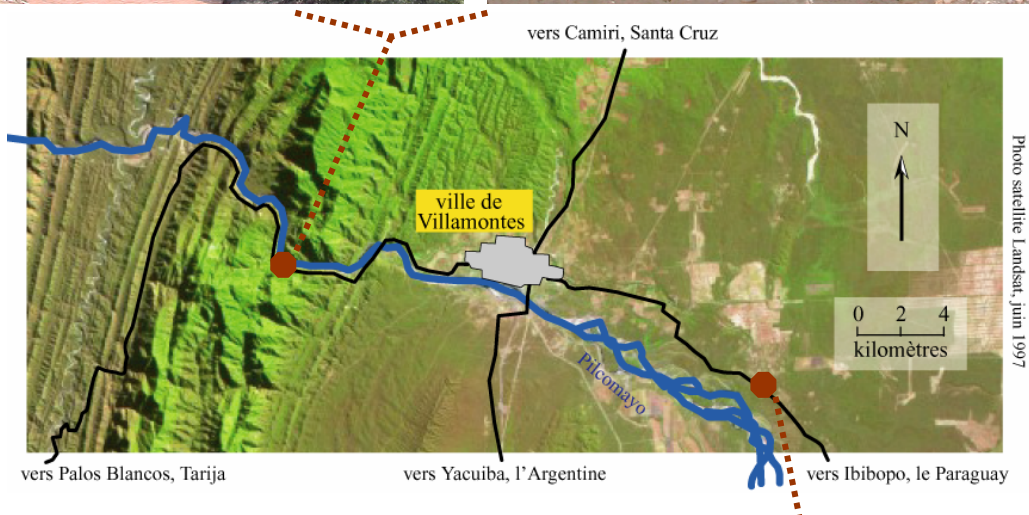 vers Camiri, Santa Cruz
N
ville de
Villamontes
0 2 4
kilomètres
Pilcomayo
Photo satellite Landsat, juin 1997
vers Palos Blancos, Tarija
vers Yacuiba, l'Argentine
vers Ibibopo, le Paraguay